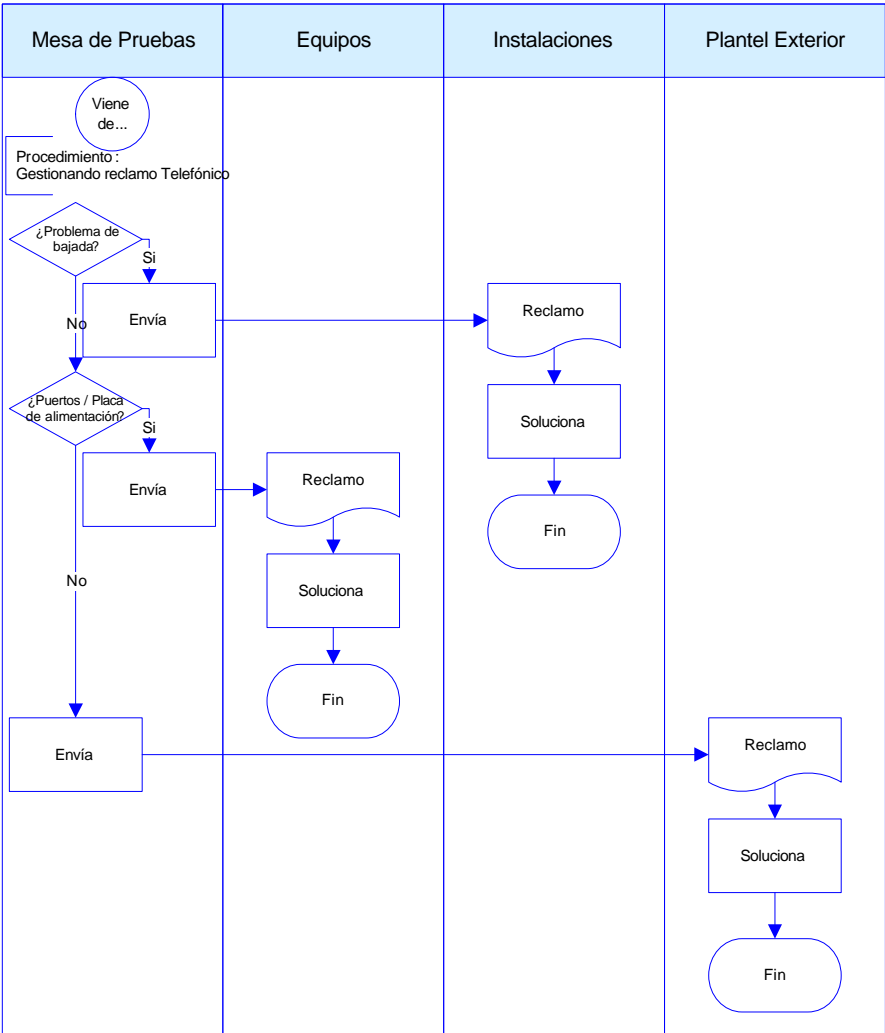 Mesa de Pruebas
Equipos
Instalaciones
Plantel Exterior
Viene
de...
Procedimiento :
Gestionando reclamo Telefónico
¿Problema de
bajada?
Si
No
Envía
Reclamo
Soluciona
Fin
¿Puertos / Placa
de alimentación?
Si
No
Envía
Reclamo
Soluciona
Fin
Envía
Reclamo
Soluciona
Fin